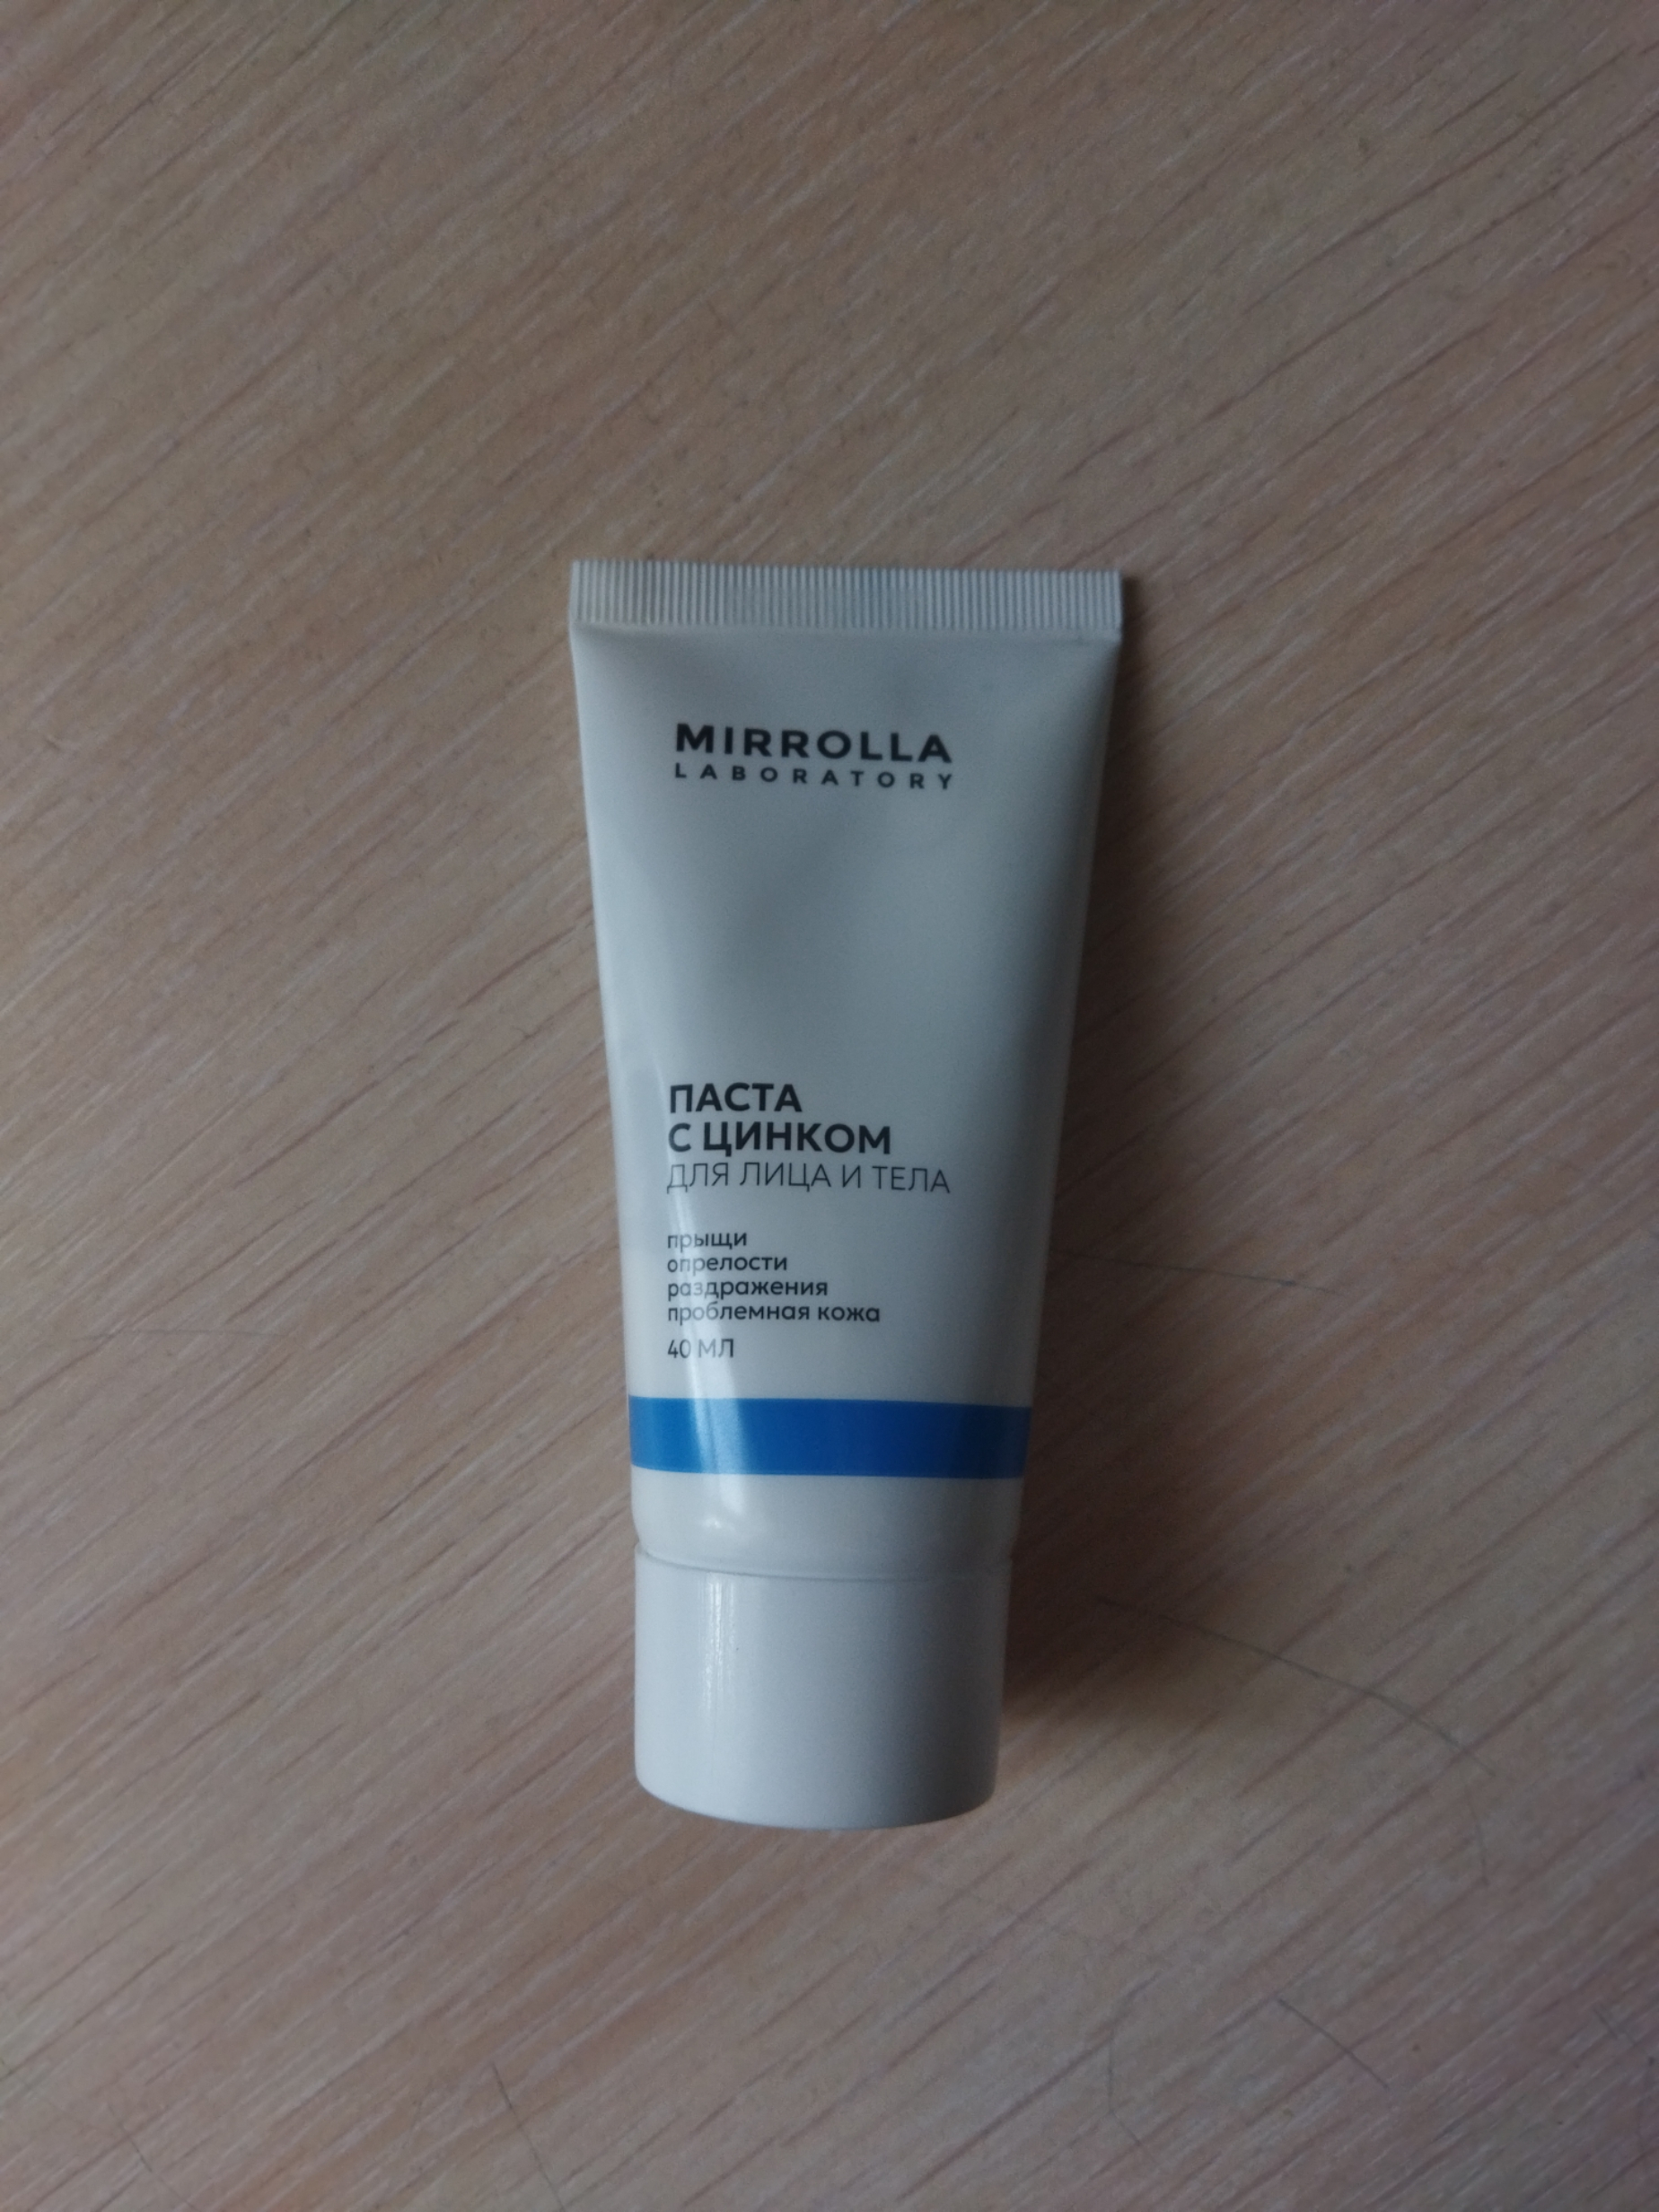 MIRROLLA
LABORATORY
ПАСТА
С ЦИНКОМ
ДЛЯ ЛИЦА И ТЕЛА
прыщи
опрелости
раздражения
проблемная кожа
40 МЛ